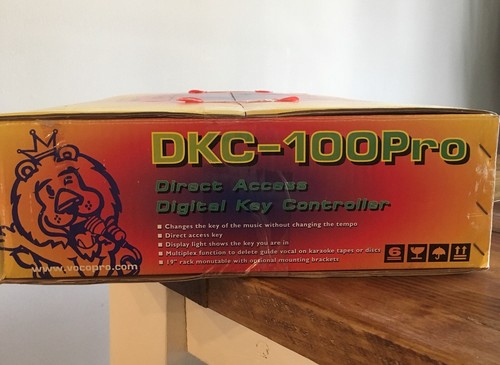 DKC-100Pro
Direct Access
Digital Key Controller
■ Changes the key of the music without changing the tempo
■ Direct access key
■ Display light shows the key you are in
■ Multiplex function to delete guide vocal on karaoke tapes or discs
■ 19" rack monutable with optional mounting brackets
www.vocopro.com
6